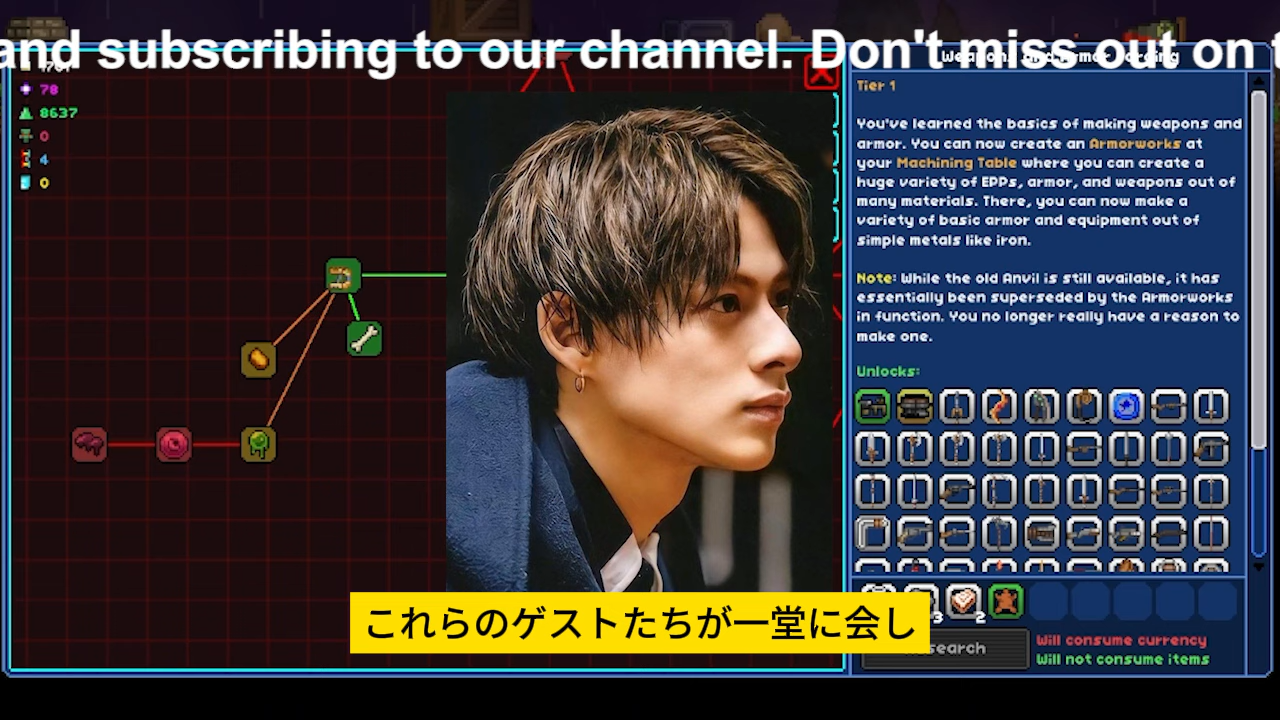 and subscribing to our channel. Don't miss out on t
78
8637
0
4
0
Tier 1
You've learned the basics of making weapons and
armor. You can now create an Armorworks at
your Machining Table where you can create a
huge variety of EPPs, armor, and weapons out of
many materials. There, you can now make a
variety of basic armor and equipment out of
simple metals like iron.
Note: While the old Anvil is still available, it has
essentially been superseded by the Armorworks
in function. You no longer really have a reason to
make one.
Unlocks:
3
2
これらのゲストたちが一堂に会し
Will consume currency
Will not consume items